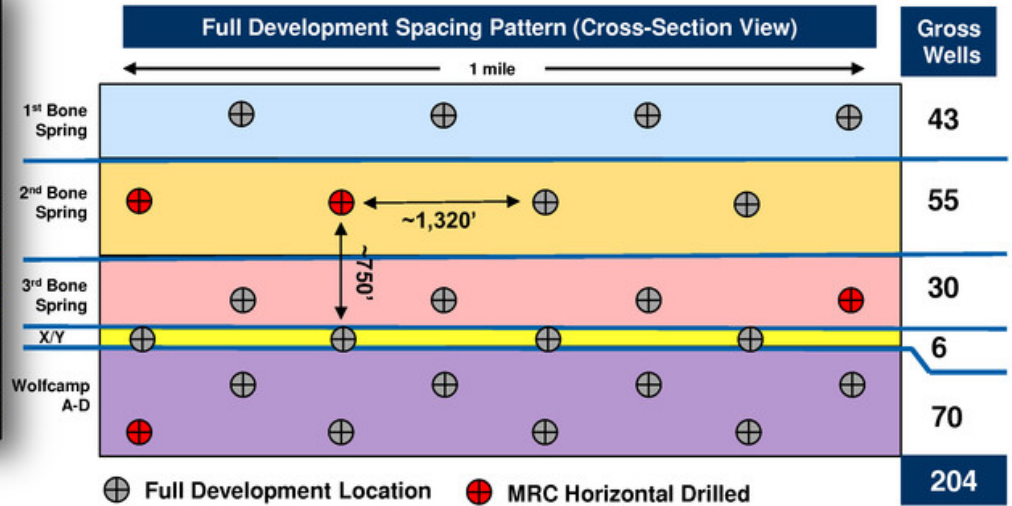 Full Development Spacing Pattern (Cross-Section View)
Gross
Wells
1 mile
1st Bone
Spring
43
2nd Bone
Spring
~1,320'
55
~750'
3rd Bone
Spring
30
X/Y
6
Wolfcamp
A-D
70
Full Development Location
MRC Horizontal Drilled
204